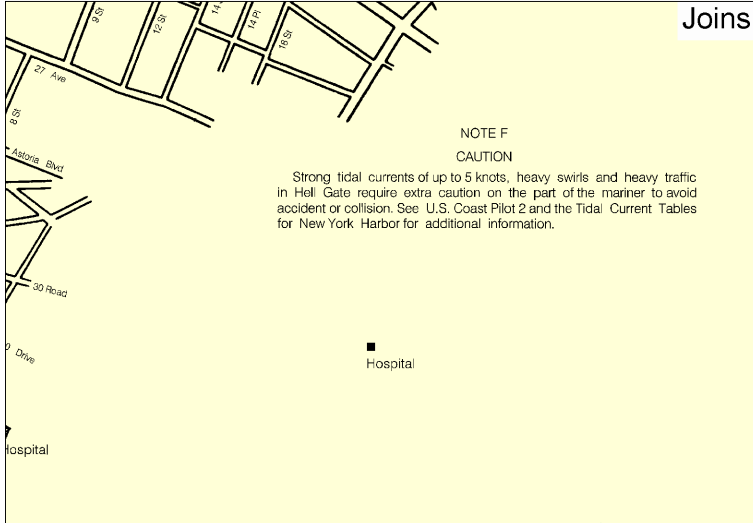 Joins
9 St
12 St
14
14 Pl
16 St
27 Ave
8 St
Astoria Blvd
NOTE F
CAUTION
Strong tidal currents of up to 5 knots, heavy swirls and heavy traffic
in Hell Gate require extra caution on the part of the mariner to avoid
accident or collision. See U.S. Coast Pilot 2 and the Tidal Current Tables
for New York Harbor for additional information.
30 Road
0 Drive
Hospital
Hospital